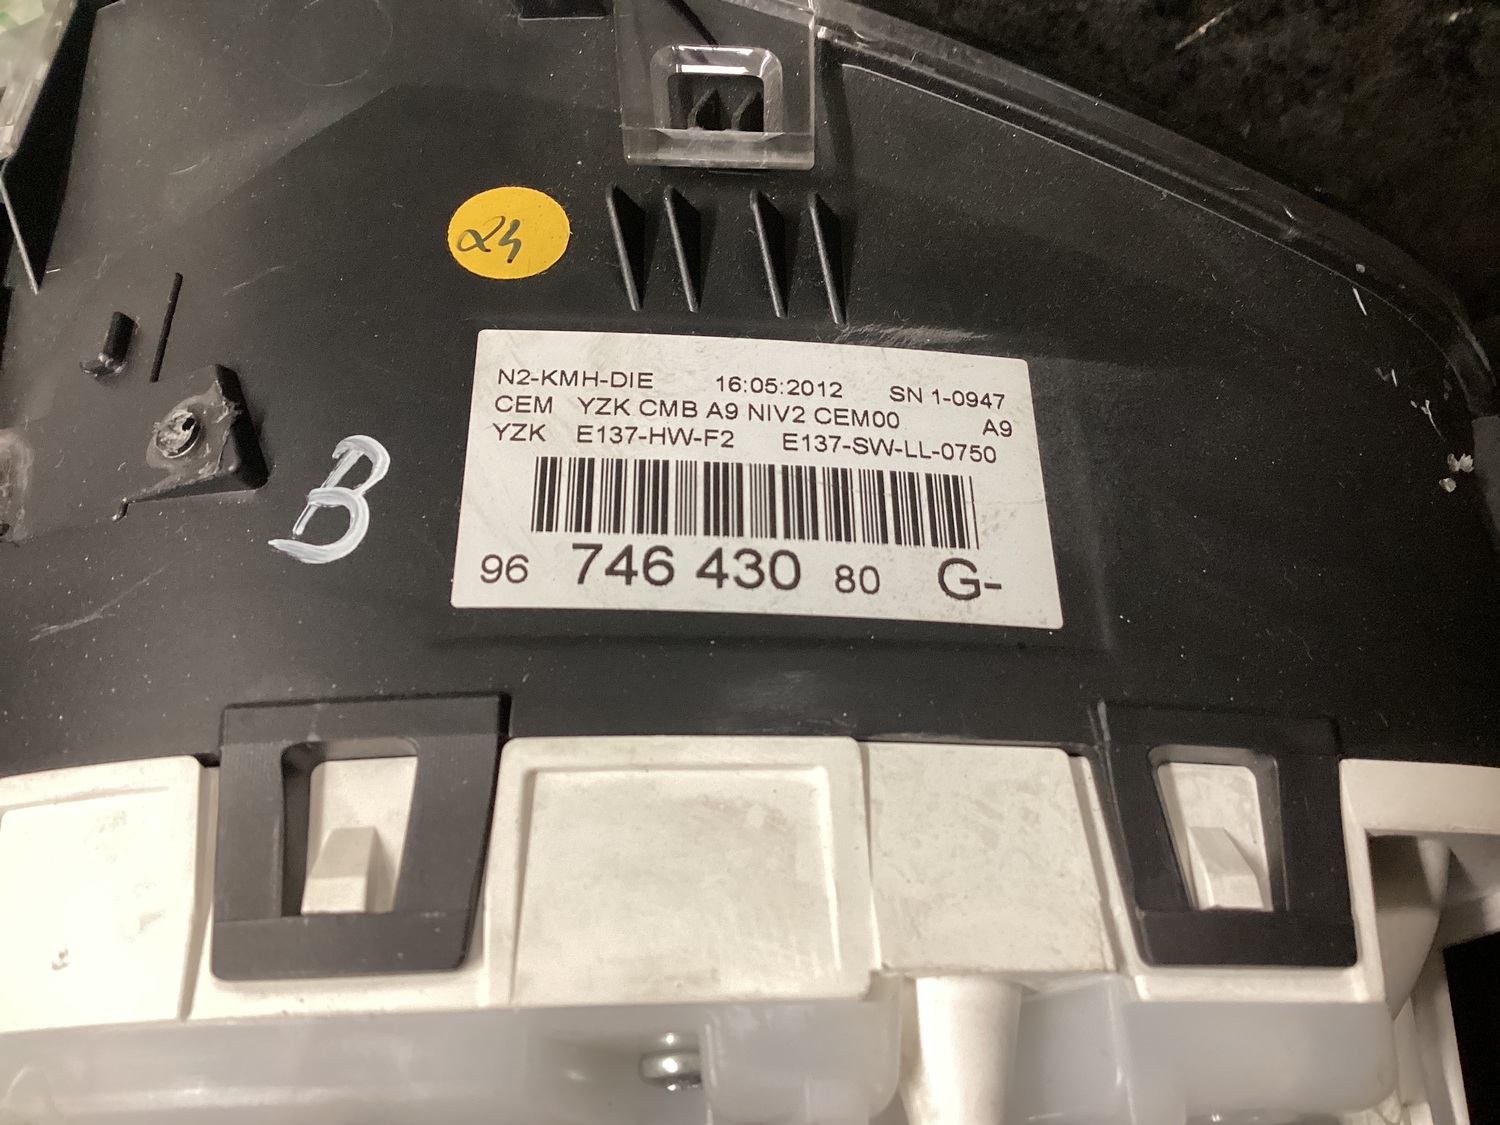 24
N2-KMH-DIE 16:05:2012 SN 1-0947
CEM YZK CMB A9 NIV2 CEM00 A9
YZK E137-HW-F2 E137-SW-LL-0750
B
96 746 430 80 G-